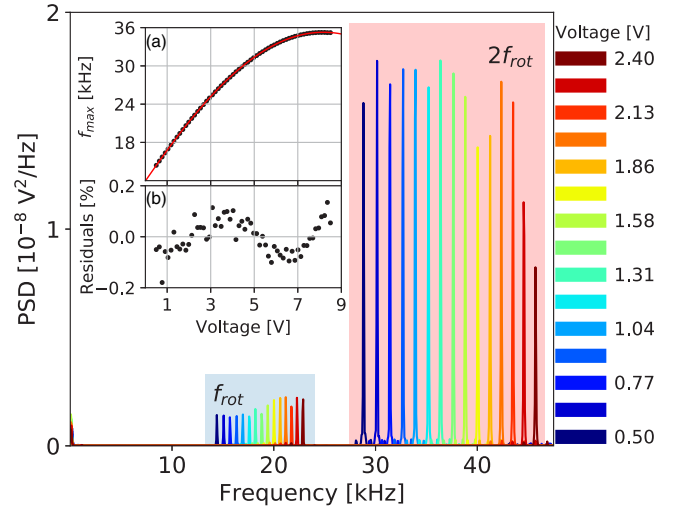 2
1
0
PSD [10⁻⁸ V²/Hz]
10
20
30
40
Frequency [kHz]
f_rot
2f_rot
(a)
36
30
24
18
f_max [kHz]
(b)
0.2
0.0
−0.2
Residuals [%]
1
3
5
7
9
Voltage [V]
Voltage [V]
2.40
2.13
1.86
1.58
1.31
1.04
0.77
0.50